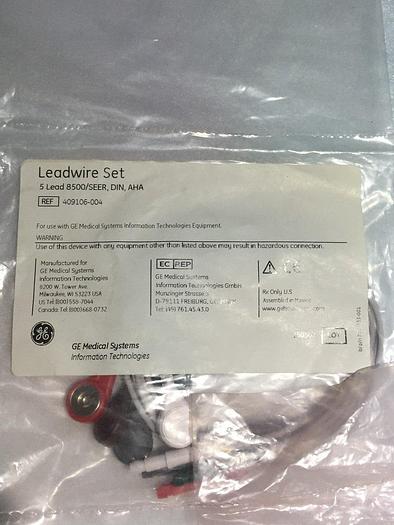 Leadwire Set
5 Lead 8500/SEER, DIN, AHA
REF 409106-004
For use with GE Medical Systems Information Technologies Equipment.
WARNING
Use of this device with any equipment other than listed above may result in hazardous connection.
Manufactured for
GE Medical Systems
Information Technologies
8200 W. Tower Ave.
Milwaukee, WI 53223 USA
US Tel:(800)558-7044
Canada Tel:(800)668-0732
EC REP
GE Medical Systems
Information Technologies GmbH
Munzinger Strasse
D-79111 FREIBURG,
Tel: (49) 761.45.43.0
CE
Rx Only U.S
Assembled in Mexico
GE
GE Medical Systems
Information Technologies